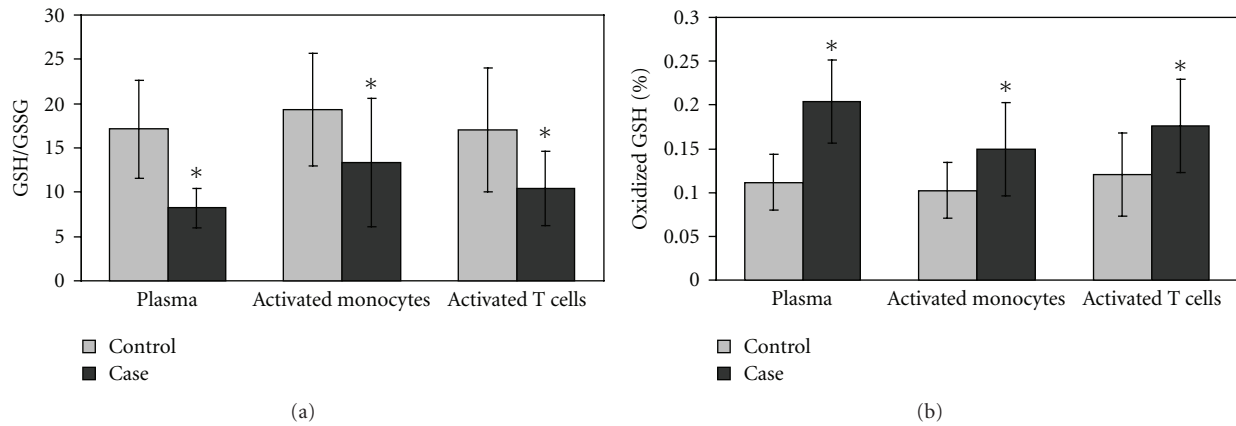 GSH/GSSG
30
25
20
15
10
5
0
*
*
*
Plasma
Activated monocytes
Activated T cells
Control
Case
(a)
Oxidized GSH (%)
0.3
0.25
0.2
0.15
0.1
0.05
0
*
*
*
Plasma
Activated monocytes
Activated T cells
Control
Case
(b)